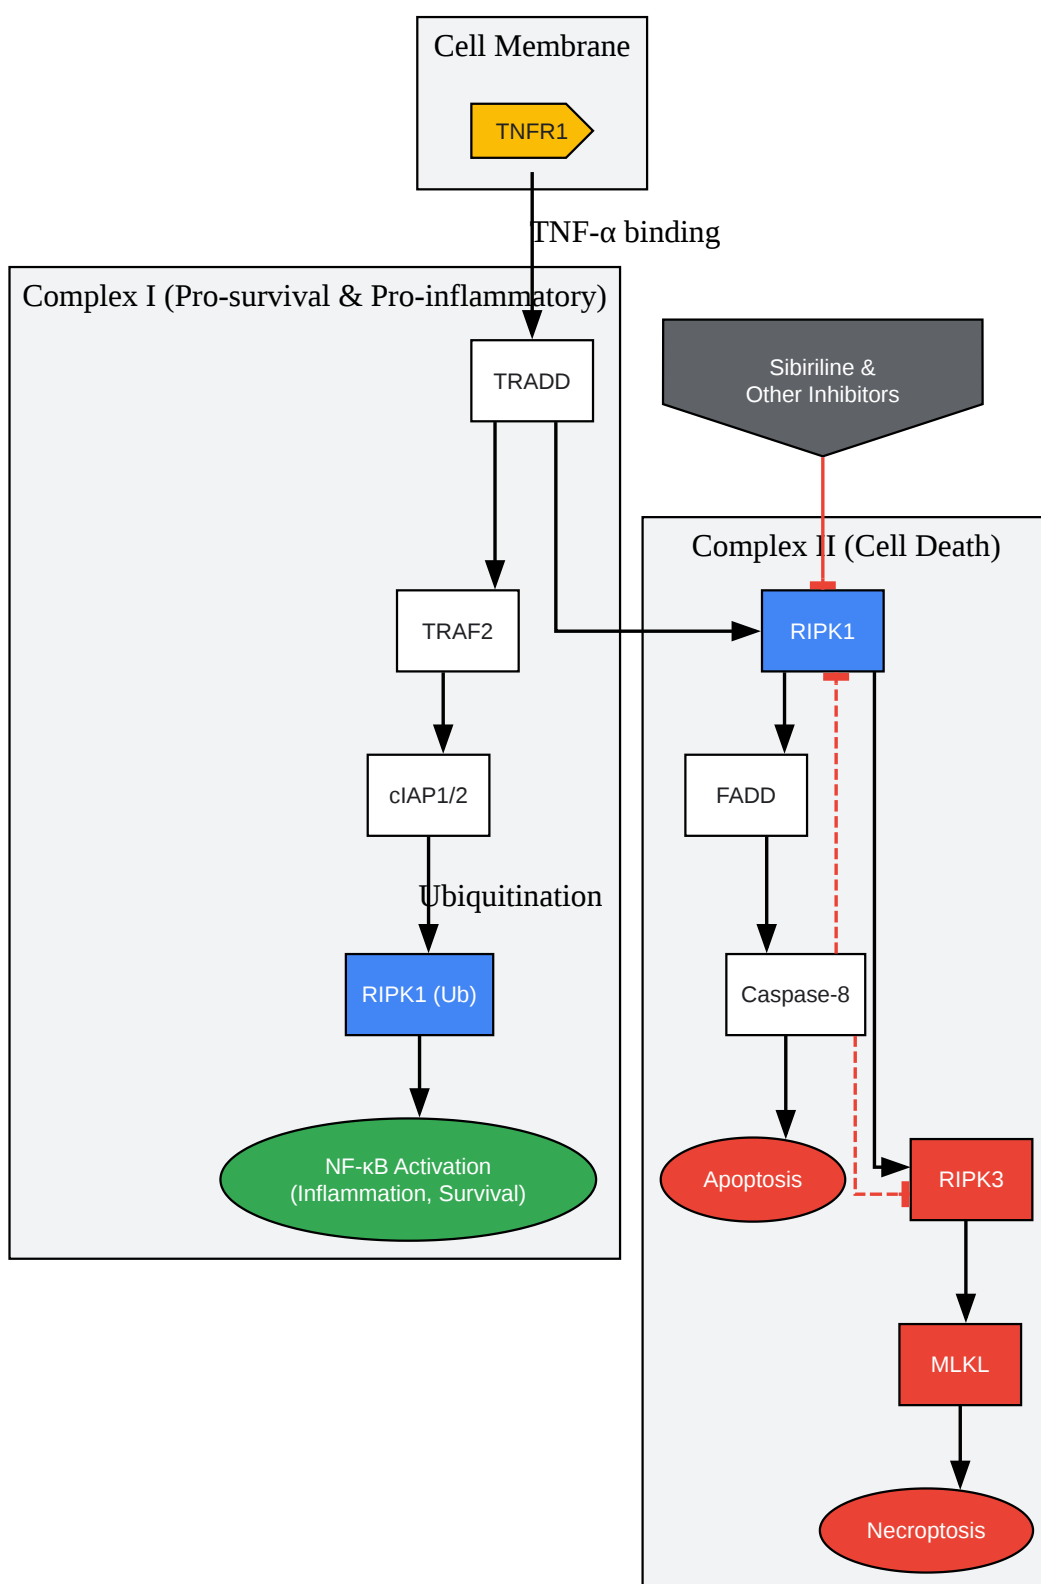 Cell Membrane
TNFR1
TNF-α binding
Complex I (Pro-survival & Pro-inflammatory)
TRADD
Sibiriline &
Other Inhibitors
Complex II (Cell Death)
TRAF2
RIPK1
cIAP1/2
FADD
Ubiquitination
RIPK1 (Ub)
Caspase-8
NF-κB Activation
(Inflammation, Survival)
Apoptosis
RIPK3
MLKL
Necroptosis